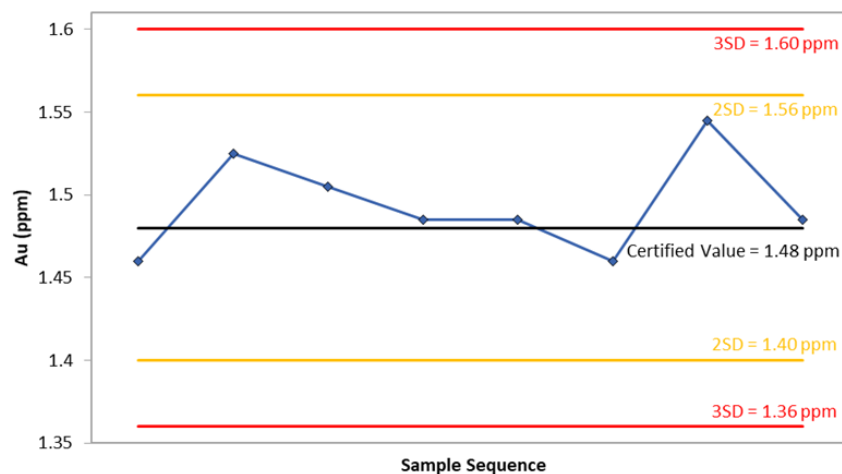 1.6
3SD = 1.60 ppm
1.55
2SD = 1.56 ppm
1.5
Au (ppm)
1.45
Certified Value = 1.48 ppm
1.4
2SD = 1.40 ppm
3SD = 1.36 ppm
1.35
Sample Sequence